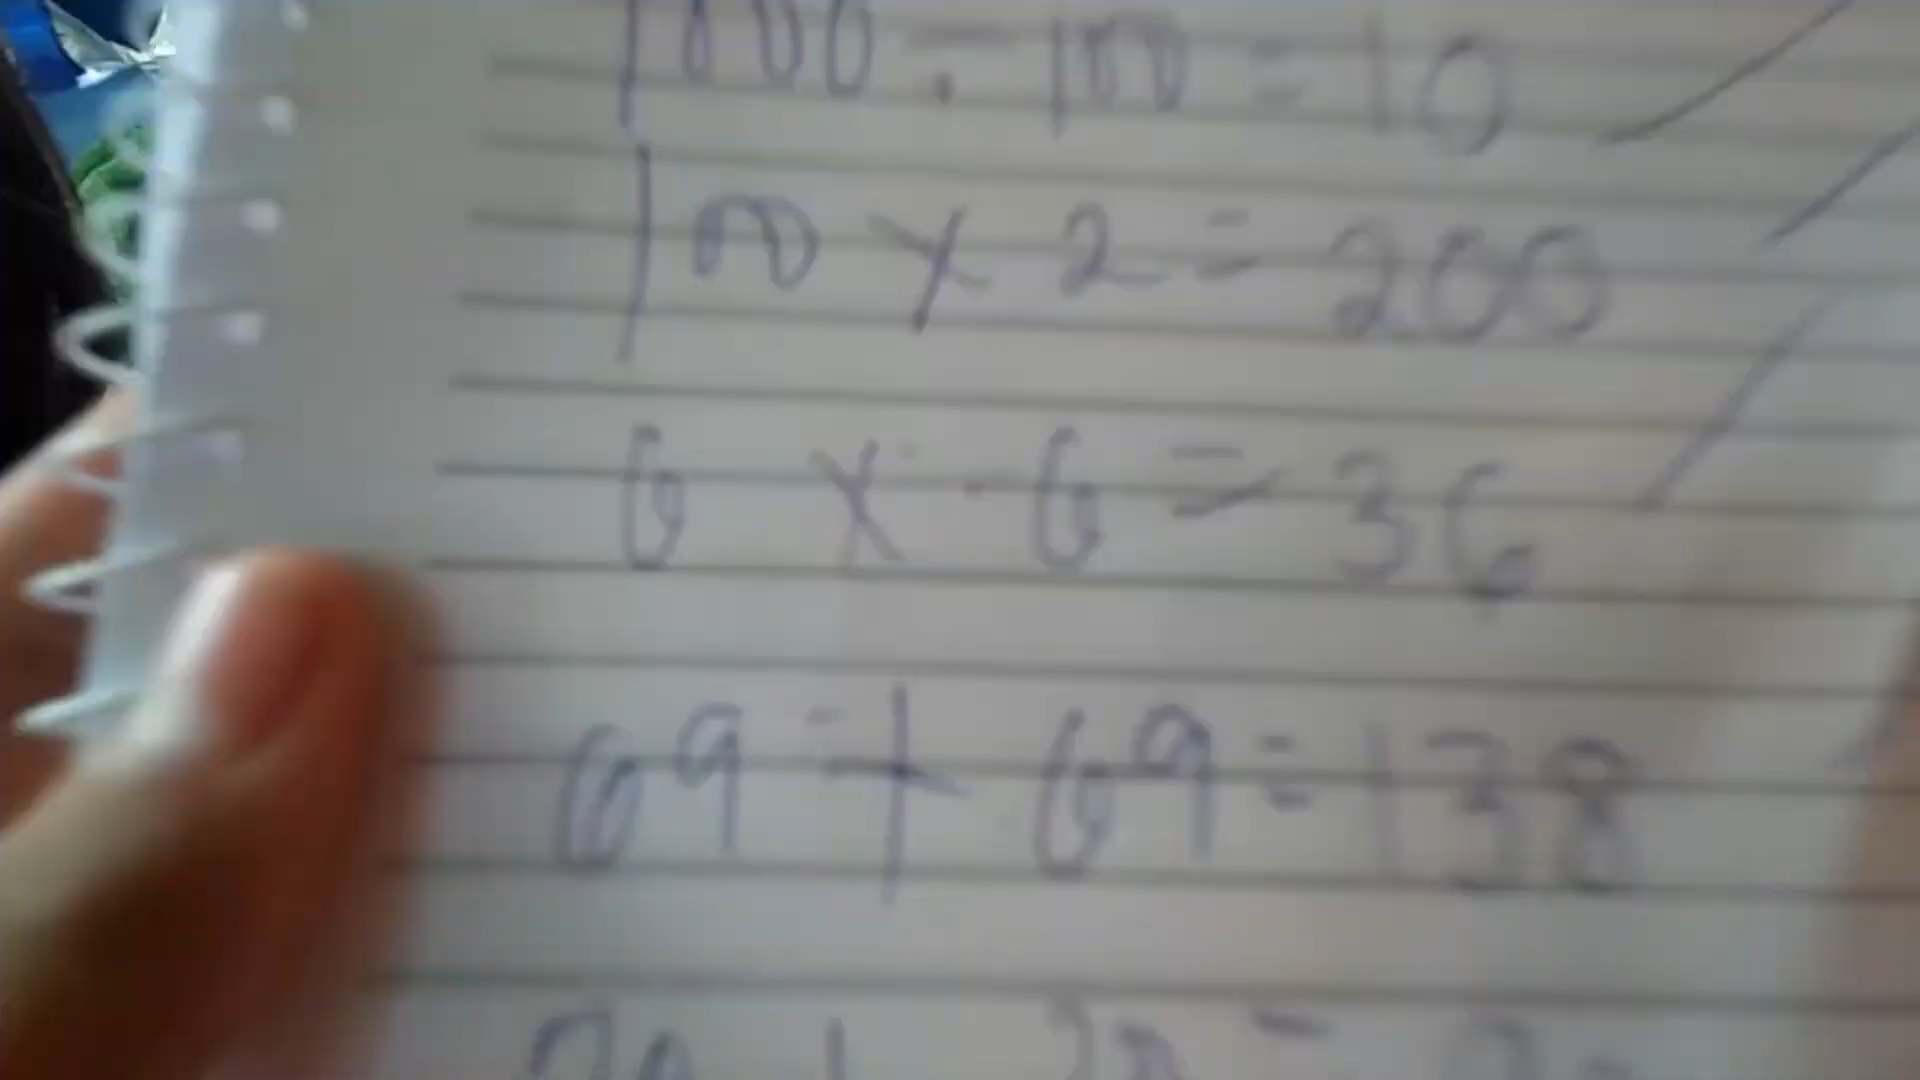 1000 ÷ 100 = 10
100 x 2 = 200
6 x 6 = 36
69 + 69 = 138